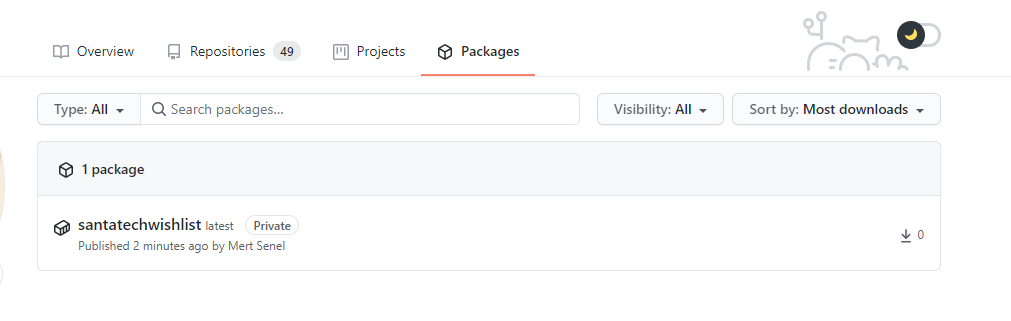 Overview Repositories 49 Projects Packages
Type: All Search packages... Visibility: All Sort by: Most downloads
1 package
santatechwishlist latest Private
Published 2 minutes ago by Mert Senel 0